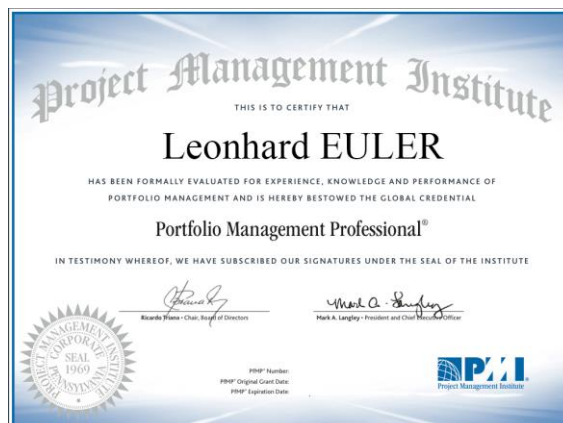 Project Management Institute
THIS IS TO CERTIFY THAT
Leonhard EULER
HAS BEEN FORMALLY EVALUATED FOR EXPERIENCE, KNOWLEDGE AND PERFORMANCE OF
PORTFOLIO MANAGEMENT AND IS HEREBY BESTOWED THE GLOBAL CREDENTIAL
Portfolio Management Professional®
IN TESTIMONY WHEREOF, WE HAVE SUBSCRIBED OUR SIGNATURES UNDER THE SEAL OF THE INSTITUTE
Mark A. Langley
Ricardo Triana • Chair, Board of Directors
Mark A. Langley • President and Chief Executive Officer
PROJECT MANAGEMENT INSTITUTE
PENNSYLVANIA
CORPORATE
SEAL
1969
PfMP® Number:
PfMP® Original Grant Date:
PfMP® Expiration Date:
PMI
Project Management Institute